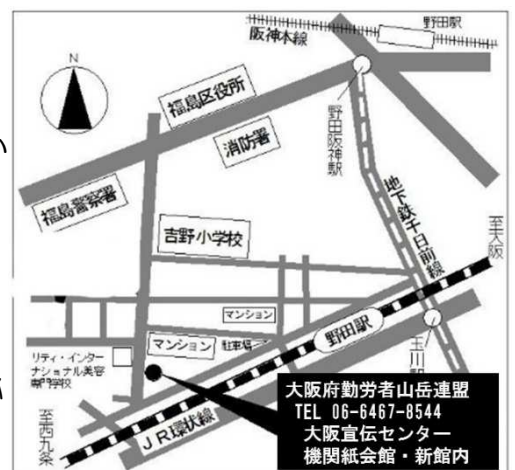 野田駅
阪神本線
N
福島区役所
消防署
野田阪神駅
福島警察署
地下鉄千日前線
吉野小学校
至大阪
マンション
野田駅
マンション
駐車場
玉川駅
リティ・インター
ナショナル美容
専門学校
至西九条
JR環状線
大阪府勤労者山岳連盟
TEL 06-6467-8544
大阪宣伝センター
機関紙会館・新館内